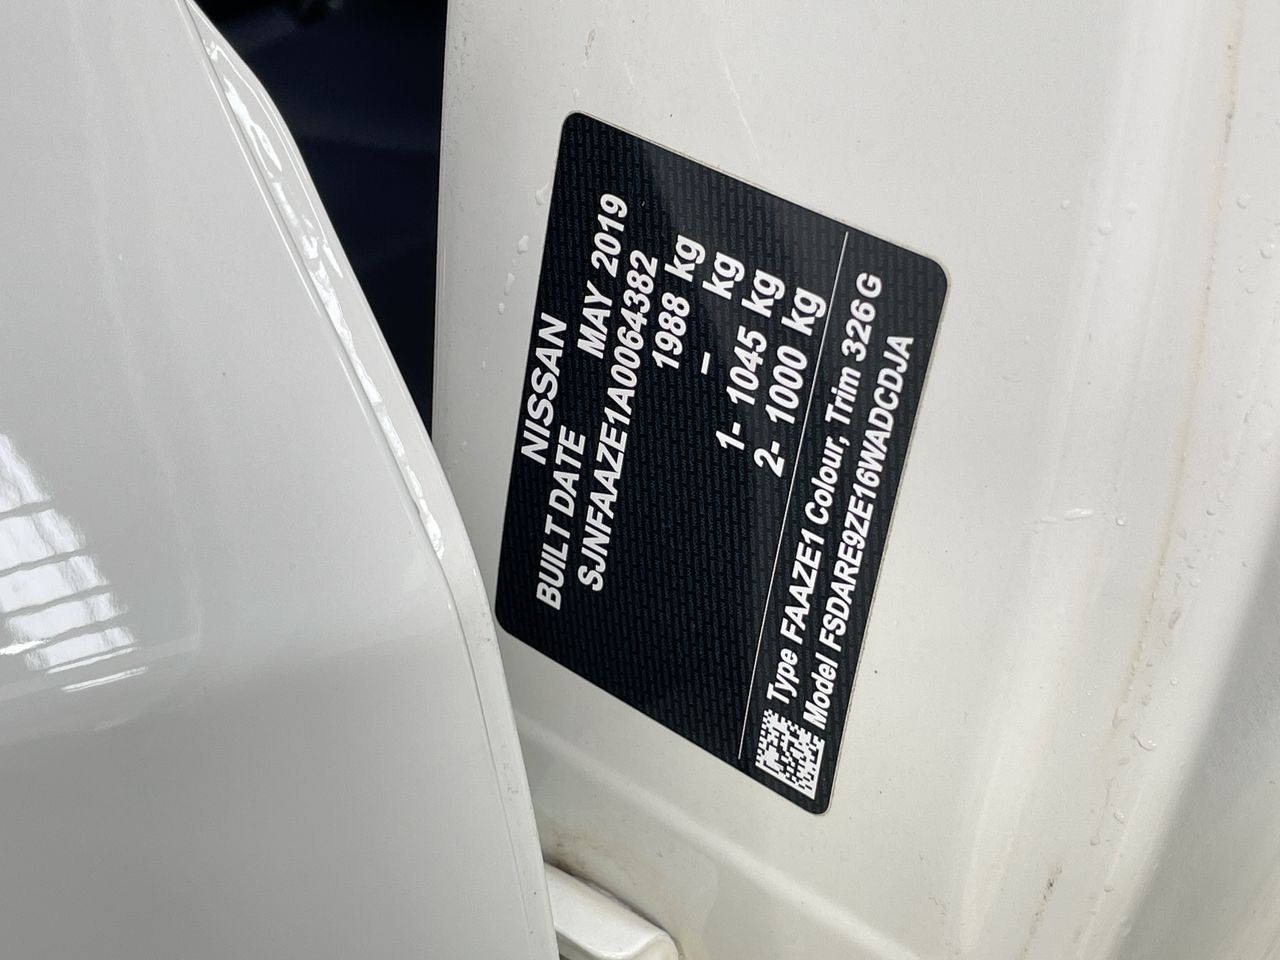 NISSAN
BUILT DATE MAY 2019
SJNFAAZE1A0064382
1988 kg
– kg
1- 1045 kg
2- 1000 kg
Type FAAZE1 Colour, Trim 326 G
Model FSDARE9ZE16WADCDJA